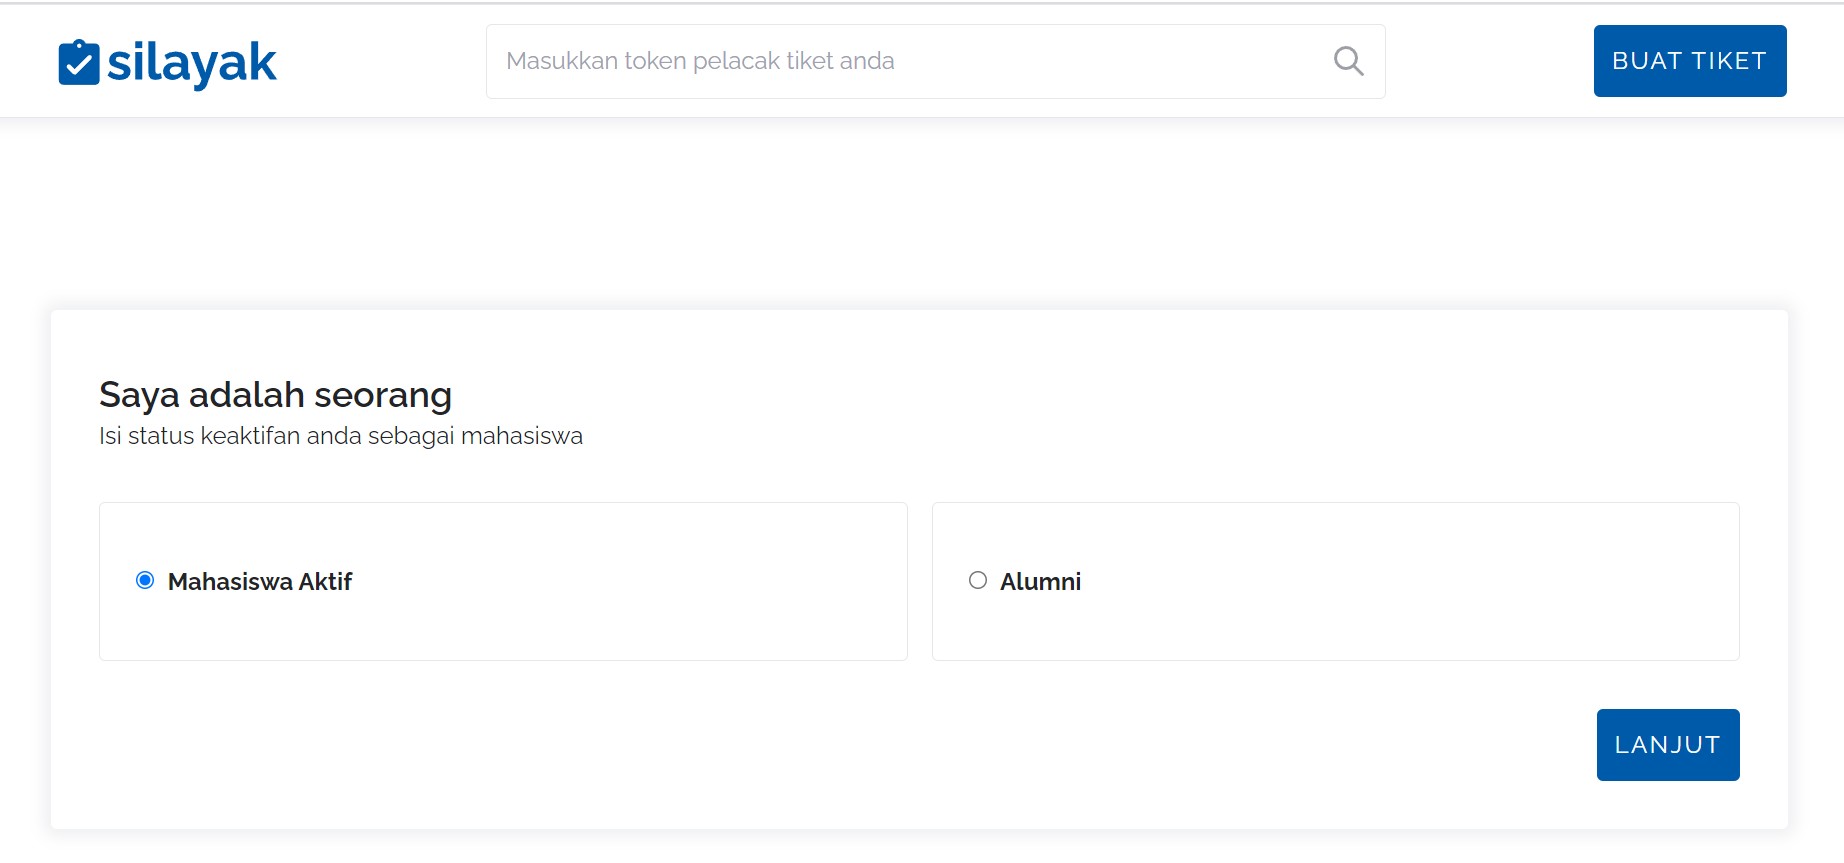 silayak
Masukkan token pelacak tiket anda
BUAT TIKET
Saya adalah seorang
Isi status keaktifan anda sebagai mahasiswa
Mahasiswa Aktif
Alumni
LANJUT